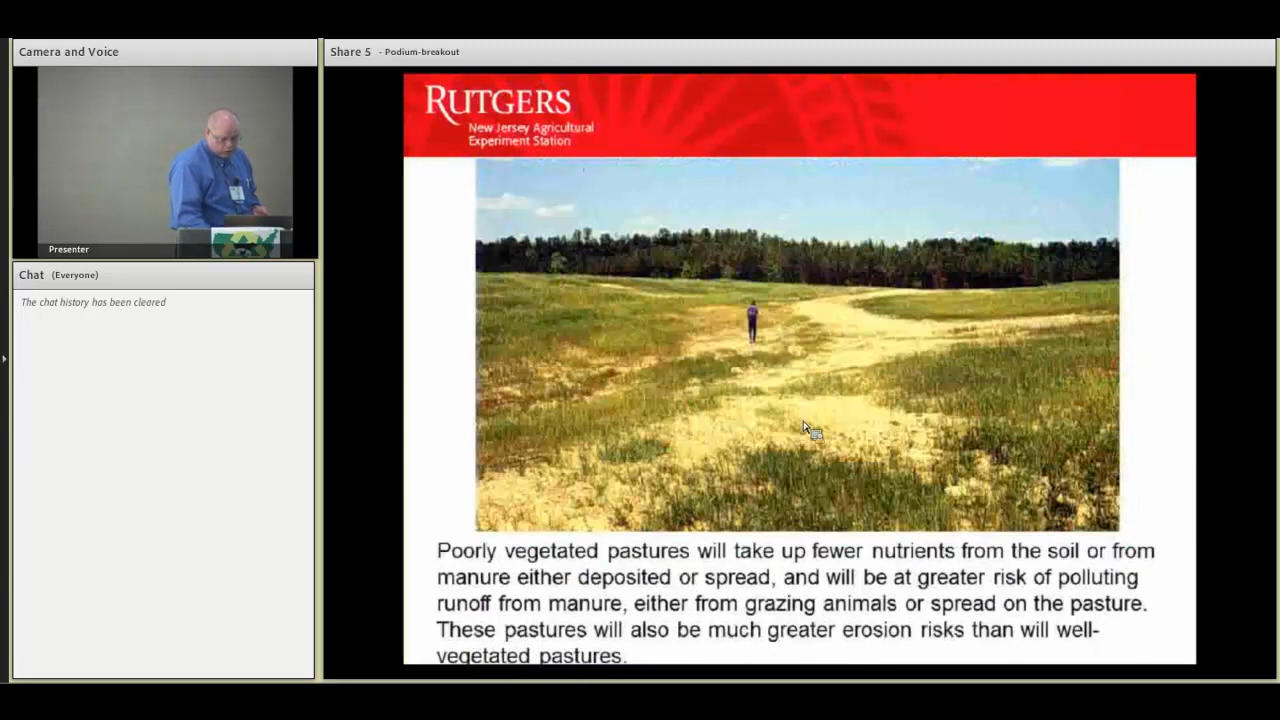 Camera and Voice
Presenter
Chat (Everyone)
The chat history has been cleared
Share 5 - Podium-breakout
RUTGERS
New Jersey Agricultural
Experiment Station
Poorly vegetated pastures will take up fewer nutrients from the soil or from
manure either deposited or spread, and will be at greater risk of polluting
runoff from manure, either from grazing animals or spread on the pasture.
These pastures will also be much greater erosion risks than will well-
vegetated pastures.